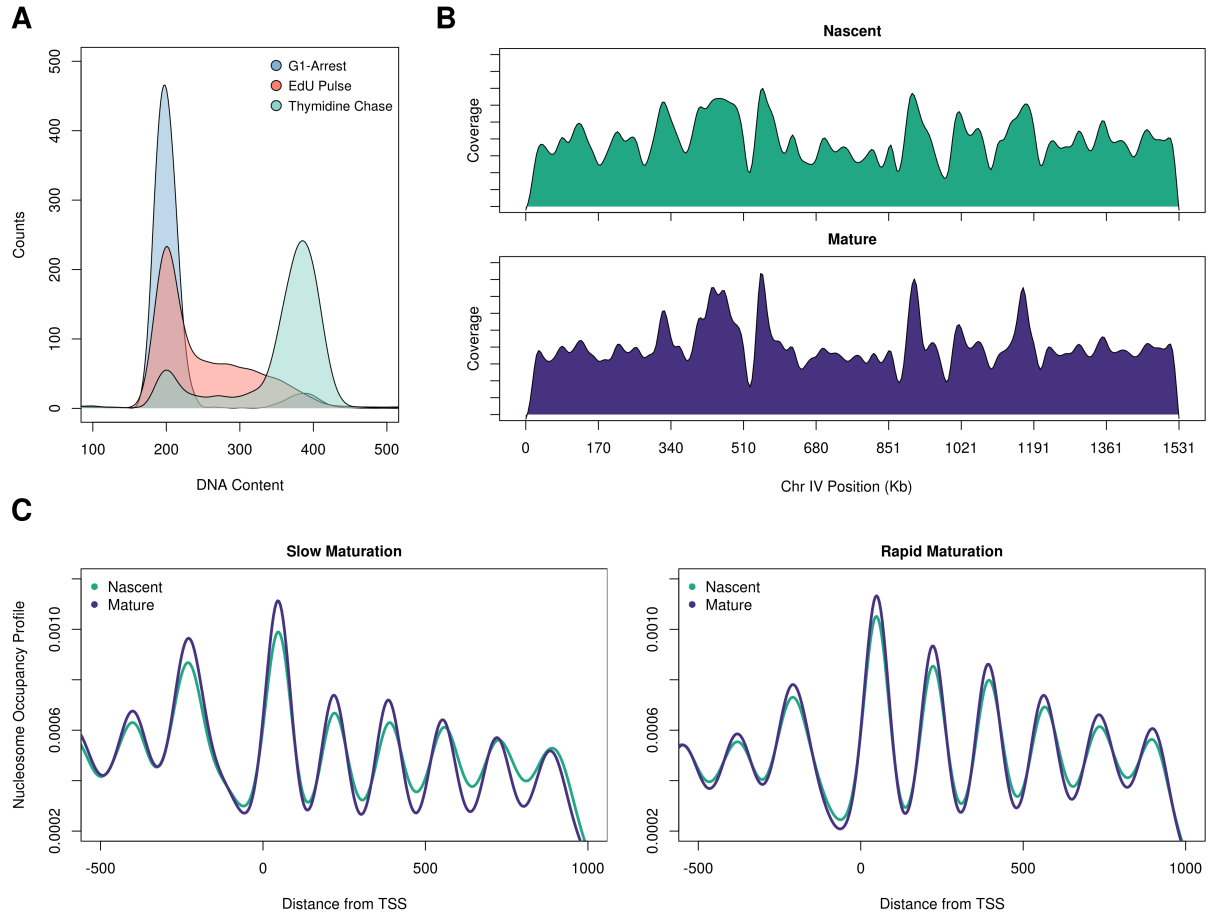 A
500
400
300
200
100
0
Counts
G1-Arrest
EdU Pulse
Thymidine Chase
100 200 300 400 500
DNA Content
B
Nascent
Coverage
Mature
Coverage
0 170 340 510 680 851 1021 1191 1361 1531
Chr IV Position (Kb)
C
Slow Maturation
Nascent
Mature
Nucleosome Occupancy Profile
0.0010
0.0006
0.0002
-500 0 500 1000
Distance from TSS
Rapid Maturation
Nascent
Mature
0.0010
0.0006
0.0002
-500 0 500 1000
Distance from TSS